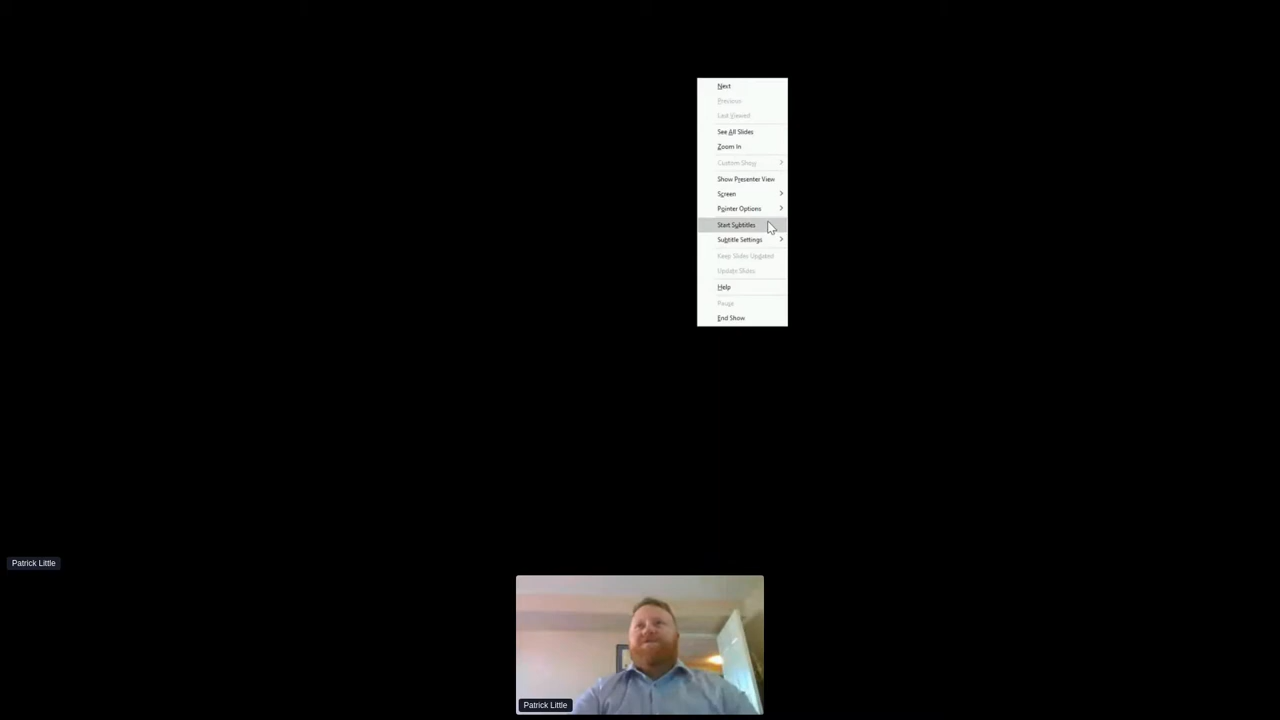 Next
Previous
Last Viewed
See All Slides
Zoom In
Custom Show
Show Presenter View
Screen
Pointer Options
Start Subtitles
Subtitle Settings
Keep Slides Updated
Update Slides
Help
Pause
End Show
Patrick Little
Patrick Little